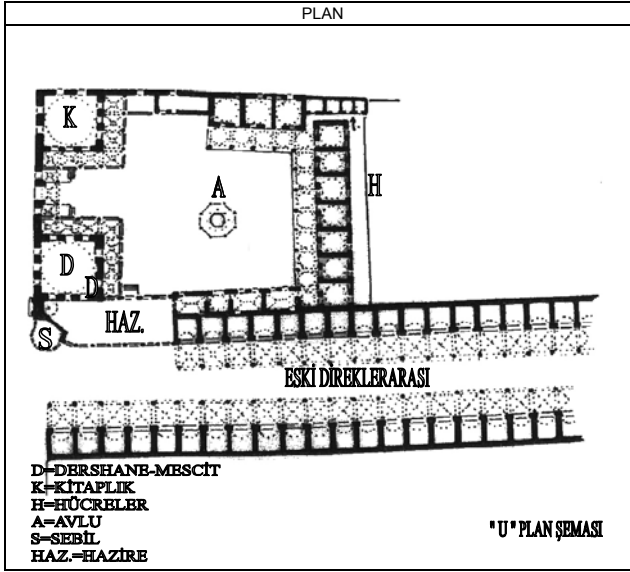 PLAN
K
A
H
D
D
HAZ.
S
ESKİ DİREKLERARASI
D=DERSHANE-MESCİT
K=KİTAPLIK
H=HÜCRELER
A=AVLU
S=SEBİL
HAZ.=HAZİRE
"U" PLAN ŞEMASI